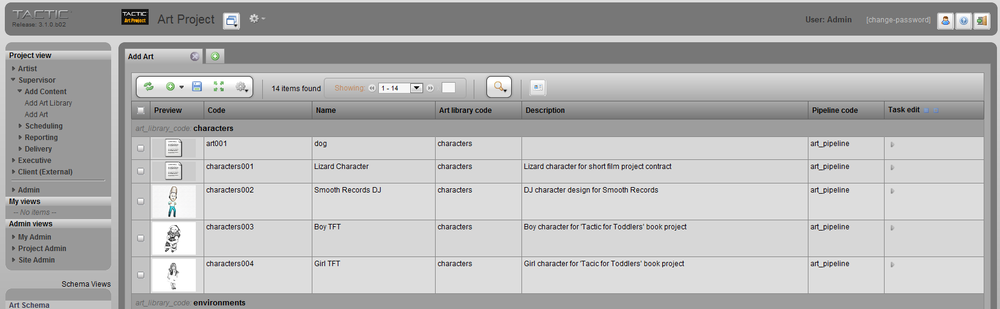 TACTIC
Release: 3.1.0.b02
TACTIC
Art Project
Art Project
User: Admin
[change-password]
Project view
Artist
Supervisor
Add Content
Add Art Library
Add Art
Scheduling
Reporting
Delivery
Executive
Client (External)
Admin
My views
-- No items --
Admin views
My Admin
Project Admin
Site Admin
Schema Views
Art Schema
Add Art
14 items found
Showing:
1 - 14
Preview
Code
Name
Art library code
Description
Pipeline code
Task edit
art_library_code: characters
art001 dog characters art_pipeline
characters001 Lizard Character characters Lizard character for short film project contract art_pipeline
characters002 Smooth Records DJ characters DJ character design for Smooth Records art_pipeline
characters003 Boy TFT characters Boy character for 'Tactic for Toddlers' book project art_pipeline
characters004 Girl TFT characters Girl character for 'Tacic for Toddlers' book project art_pipeline
art_library_code: environments